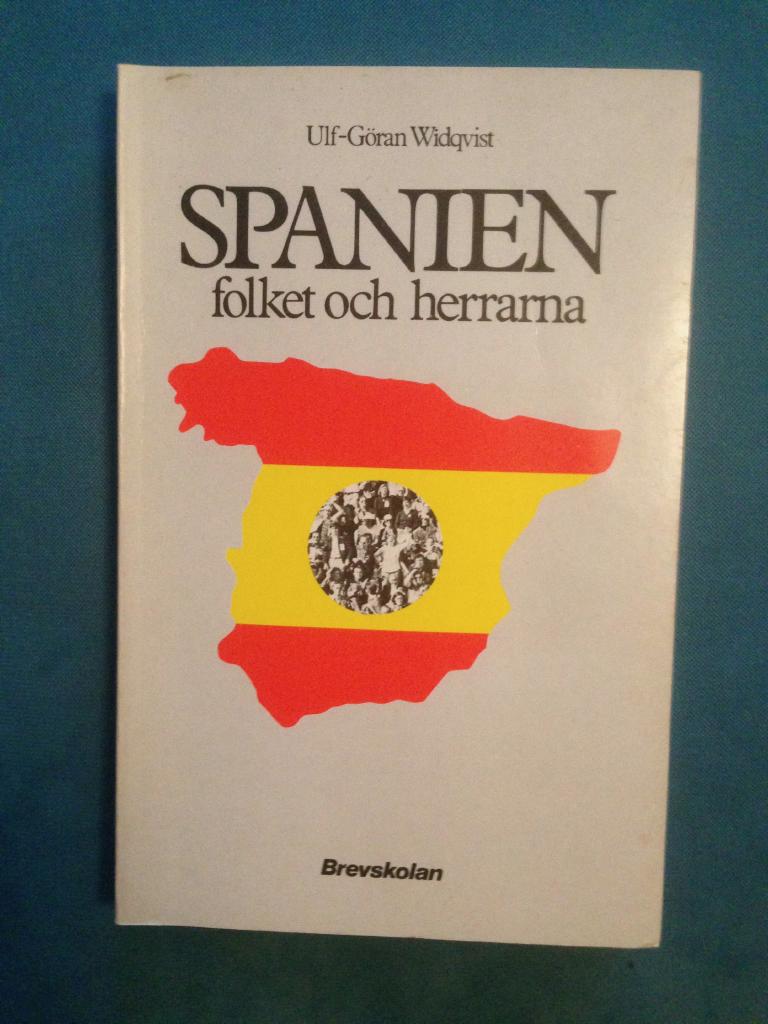 Ulf-Göran Widqvist
SPANIEN
folket och herrarna
Brevskolan